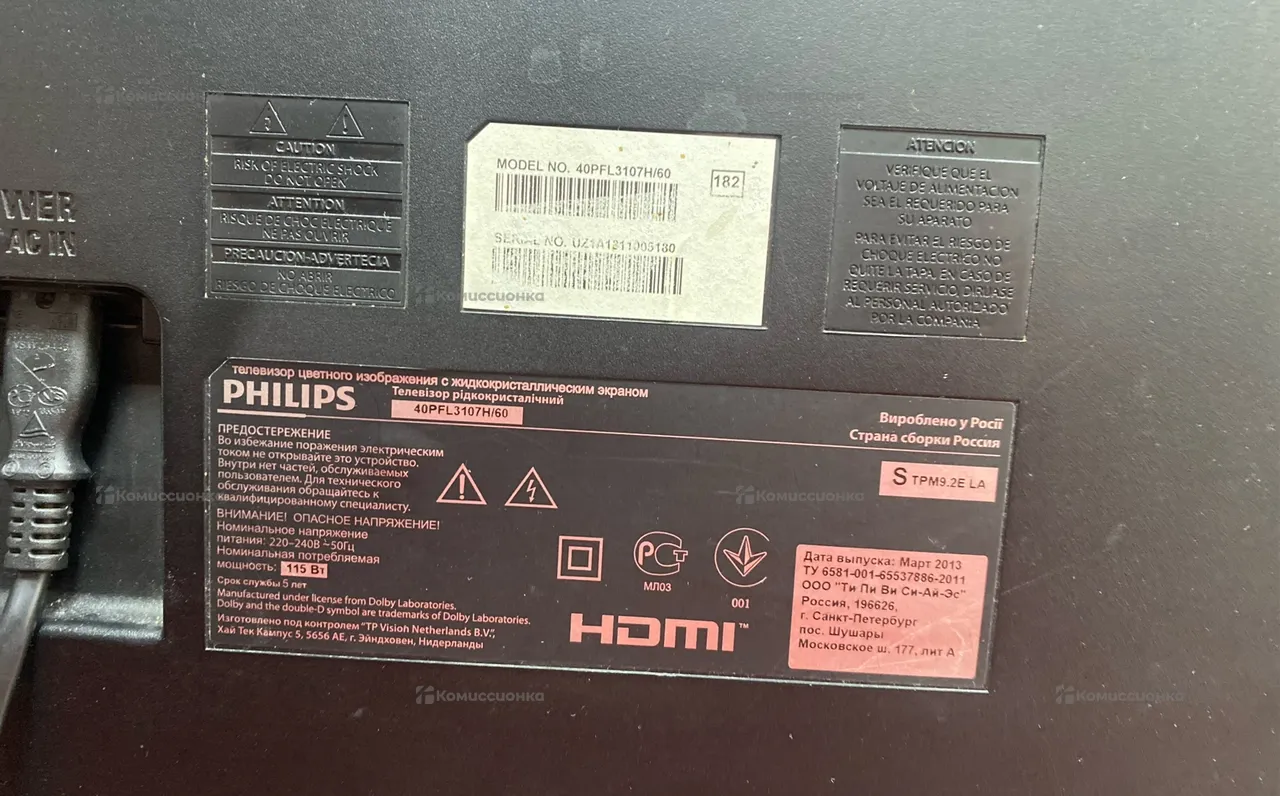 WER
AC IN
CAUTION
RISK OF ELECTRIC SHOCK
DO NOT OPEN
ATTENTION
RISQUE DE CHOC ELECTRIQUE
NE PAS OUVRIR
PRECAUCION-ADVERTECIA
NO ABRIR
RIESGO DE CHOQUE ELECTRICO
MODEL NO. 40PFL3107H/60
182
SERIAL NO. UZ1A1311005180
ATENCION
VERIFIQUE QUE EL
VOLTAJE DE ALIMENTACION
SEA EL REQUERIDO PARA
SU APARATO
PARA EVITAR EL RIESGO DE
CHOQUE ELECTRICO NO
QUITE LA TAPA, EN CASO DE
REQUERIR SERVICIO, DIRIJASE
AL PERSONAL AUTORIZADO
POR LA COMPANIA
телевизор цветного изображения с жидкокристаллическим экраном
PHILIPS
Телевізор рідкокристалічний
40PFL3107H/60
Вироблено у Росії
Страна сборки Россия
S TPM9.2E LA
ПРЕДОСТЕРЕЖЕНИЕ
Во избежание поражения электрическим
током не открывайте это устройство.
Внутри нет частей, обслуживаемых
пользователем. Для технического
обслуживания обращайтесь к
квалифицированному специалисту.
ВНИМАНИЕ! ОПАСНОЕ НАПРЯЖЕНИЕ!
Номинальное напряжение
питания: 220–240В ~50Гц
Номинальная потребляемая
мощность: 115 Вт
Срок службы 5 лет
Manufactured under license from Dolby Laboratories.
Dolby and the double-D symbol are trademarks of Dolby Laboratories.
Изготовлено под контролем "TP Vision Netherlands B.V.",
Хай Тек Кампус 5, 5656 AE, г. Эйндховен, Нидерланды
МЛ03
001
HDMI™
Дата выпуска: Март 2013
ТУ 6581-001-65537886-2011
ООО "Ти Пи Ви Си-Ай-Эс"
Россия, 196626,
г. Санкт-Петербург
пос. Шушары
Московское ш. 177, лит А
Комиссионка
Комиссионка
Комиссионка
Комиссионка
Комиссионка
Комиссионка